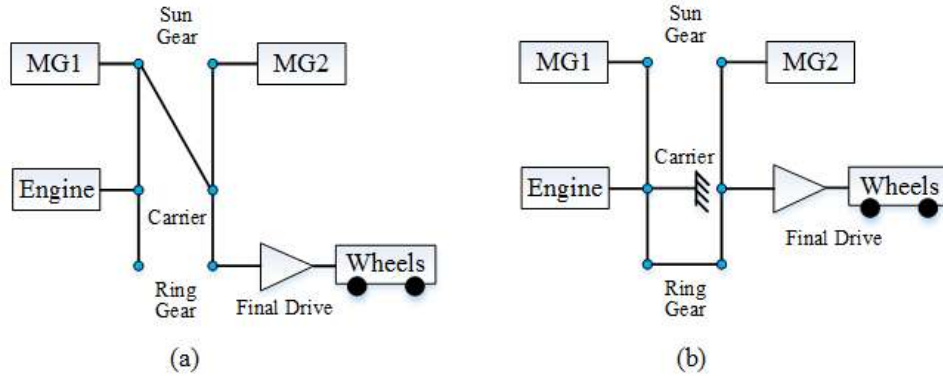 Sun
Gear
MG1
MG2
Engine
Carrier
Ring
Gear
Wheels
Final Drive
(a)
Sun
Gear
MG1
MG2
Carrier
Engine
Wheels
Final Drive
Ring
Gear
(b)